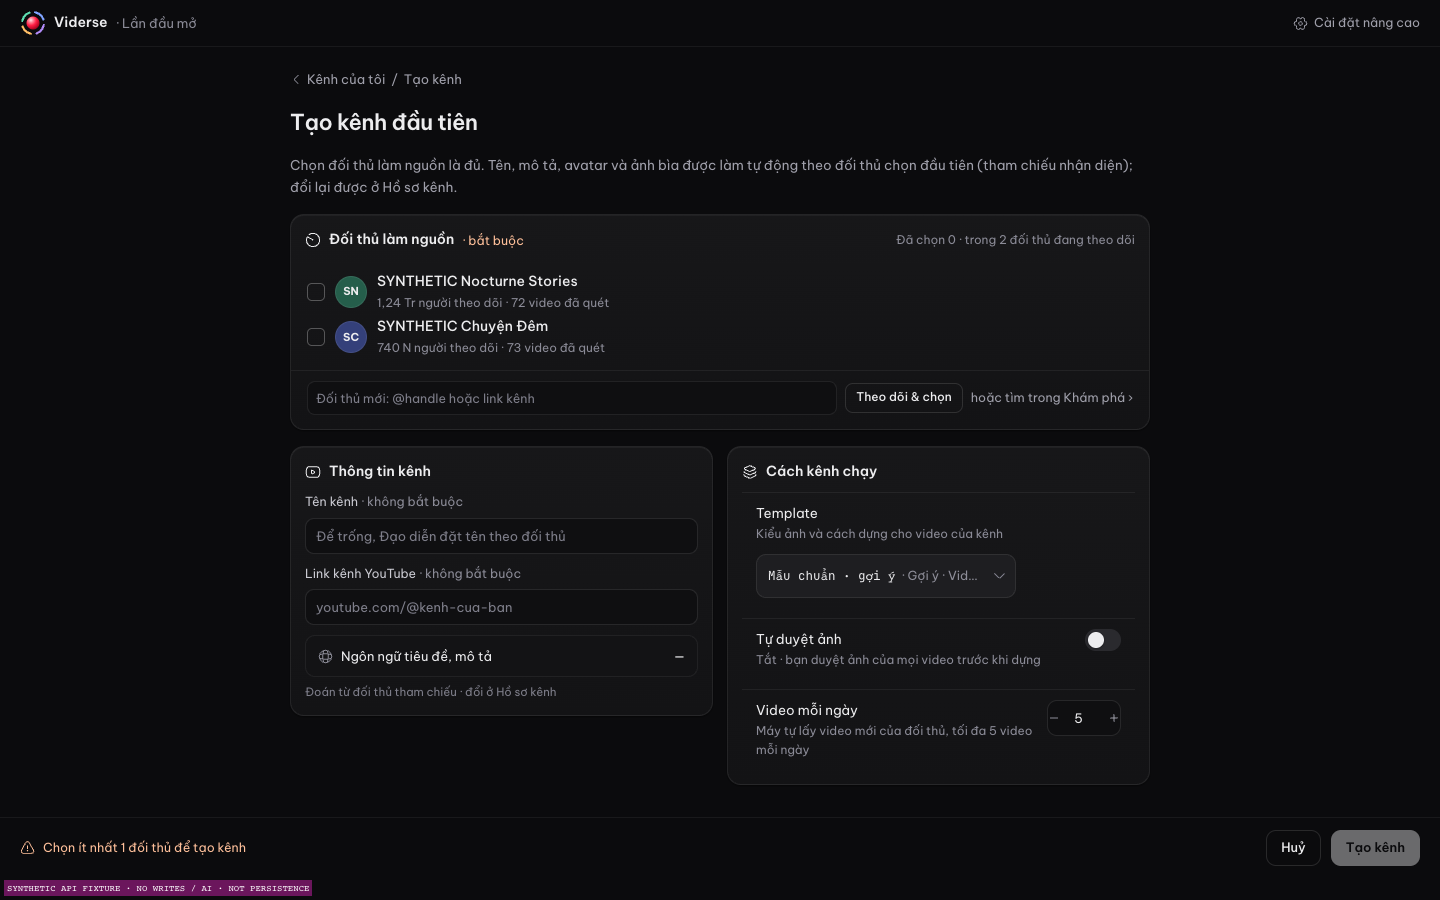 Viderse · Lần đầu mở
Cài đặt nâng cao
Kênh của tôi / Tạo kênh
Tạo kênh đầu tiên
Chọn đối thủ làm nguồn là đủ. Tên, mô tả, avatar và ảnh bìa được làm tự động theo đối thủ chọn đầu tiên (tham chiếu nhận diện);
đổi lại được ở Hồ sơ kênh.
Đối thủ làm nguồn · bắt buộc
Đã chọn 0 · trong 2 đối thủ đang theo dõi
SN
SYNTHETIC Nocturne Stories
1,24 Tr người theo dõi · 72 video đã quét
SC
SYNTHETIC Chuyện Đêm
740 N người theo dõi · 73 video đã quét
Đối thủ mới: @handle hoặc link kênh
Theo dõi & chọn
hoặc tìm trong Khám phá ›
Thông tin kênh
Tên kênh · không bắt buộc
Để trống, Đạo diễn đặt tên theo đối thủ
Link kênh YouTube · không bắt buộc
youtube.com/@kenh-cua-ban
Ngôn ngữ tiêu đề, mô tả –
Đoán từ đối thủ tham chiếu · đổi ở Hồ sơ kênh
Cách kênh chạy
Template
Kiểu ảnh và cách dựng cho video của kênh
Mẫu chuẩn · gợi ý · Gợi ý · Vid...
Tự duyệt ảnh
Tắt · bạn duyệt ảnh của mọi video trước khi dựng
Video mỗi ngày
− 5 +
Máy tự lấy video mới của đối thủ, tối đa 5 video
mỗi ngày
Chọn ít nhất 1 đối thủ để tạo kênh
Huỷ
Tạo kênh
SYNTHETIC API FIXTURE · NO WRITES / AI · NOT PERSISTENCE